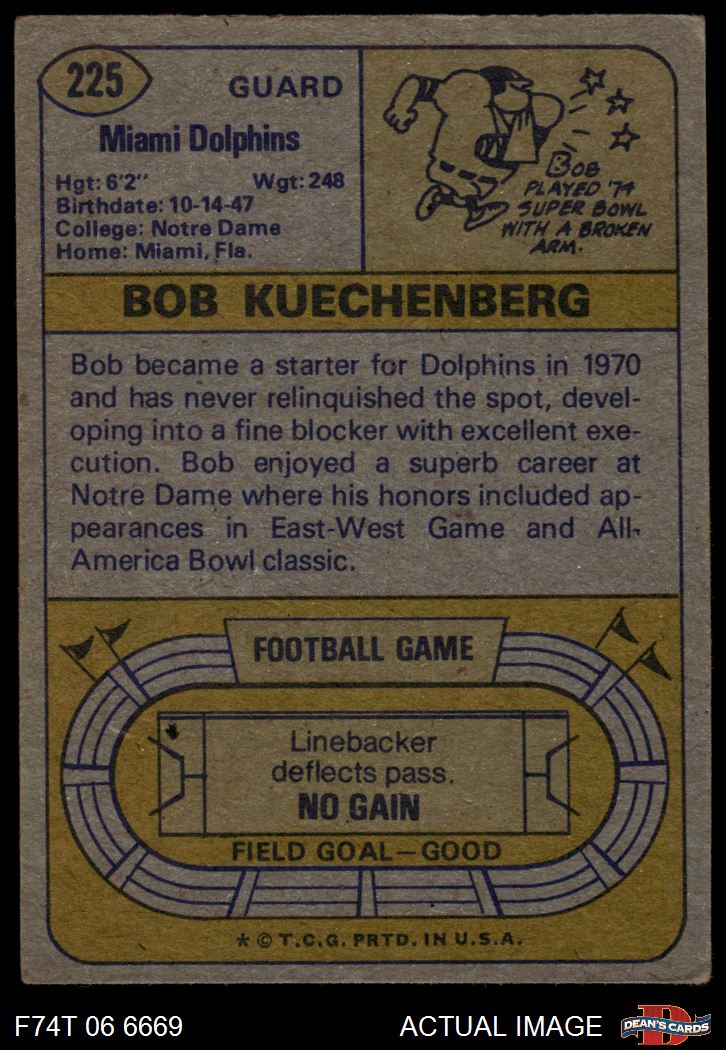 225
GUARD
Miami Dolphins
Hgt: 6'2" Wgt: 248
Birthdate: 10-14-47
College: Notre Dame
Home: Miami, Fla.
BOB
PLAYED '74
SUPER BOWL
WITH A BROKEN
ARM.
BOB KUECHENBERG
Bob became a starter for Dolphins in 1970
and has never relinquished the spot, devel-
oping into a fine blocker with excellent exe-
cution. Bob enjoyed a superb career at
Notre Dame where his honors included ap-
pearances in East-West Game and All-
America Bowl classic.
FOOTBALL GAME
Linebacker
deflects pass.
NO GAIN
FIELD GOAL—GOOD
* © T.C.G. PRTD. IN U.S.A.
F74T 06 6669
ACTUAL IMAGE
D
DEAN'S CARDS